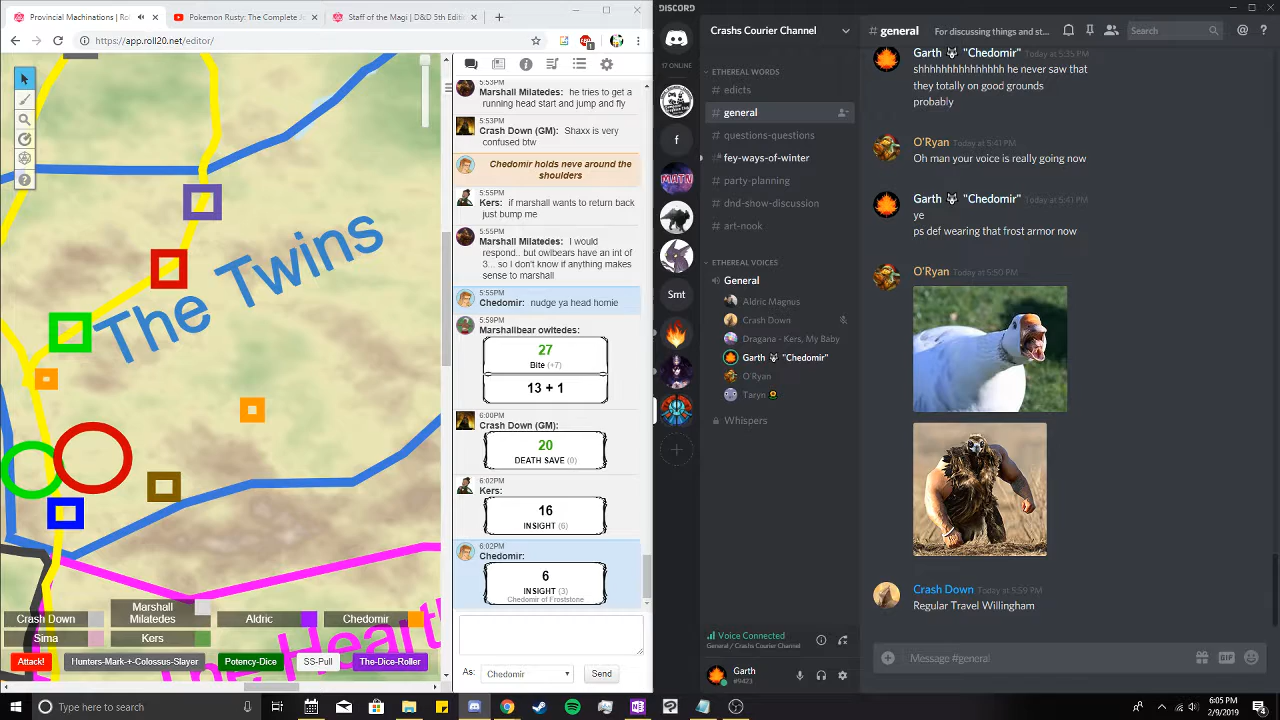 Provincial Machinations | Ro
Pokemon Rusty: The Complete Jo
Staff of the Magi | D&D 5th Edition
https://app.roll20.net/editor/
1
The Twins
Heart
5:53PM
Marshall Milatedes: he tries to get a
running head start and jump and fly
5:53PM
Crash Down (GM): Shaxx is very
confused btw
Chedomir holds neve around the
shoulders
5:55PM
Kers: if marshall wants to return back
just bump me
5:55PM
Marshall Milatedes: I would
respond.. but owlbears have an int of
3... so i don't know if anything makes
sense to marshall
5:55PM
Chedomir: nudge ya head homie
5:59PM
Marshallbear owltedes:
27
Bite (+7)
13 + 1
6:00PM
Crash Down (GM):
20
DEATH SAVE (0)
6:02PM
Kers:
16
INSIGHT (6)
6:02PM
Chedomir:
6
INSIGHT (3)
Chedomir of Froststone
As:
Chedomir
Send
Crash Down
Marshall
Milatedes
Aldric
Chedomir
Sima
Kers
Attack!
Hunters-Mark-+-Colossus-Slayer
Potency-Dice
SS-Pull
The-Dice-Roller
DISCORD
17 ONLINE
f
Smt
Crashs Courier Channel
ETHEREAL WORDS
# edicts
# general
# questions-questions
# fey-ways-of-winter
# party-planning
# dnd-show-discussion
# art-nook
ETHEREAL VOICES
General
Aldric Magnus
Crash Down
Dragana - Kers, My Baby
Garth "Chedomir"
O'Ryan
Taryn
Whispers
Voice Connected
General / Crashs Courier Channel
Garth
#9423
# general
For discussing things and st...
Search
Garth "Chedomir" Today at 5:35 PM
shhhhhhhhhhhhhh he never saw that
they totally on good grounds
probably
O'Ryan Today at 5:41 PM
Oh man your voice is really going now
Garth "Chedomir" Today at 5:41 PM
ye
ps def wearing that frost armor now
O'Ryan Today at 5:50 PM
Crash Down Today at 5:59 PM
Regular Travel Willingham
Message #general
GIF
Type here to search
6:05 PM
2/9/2019